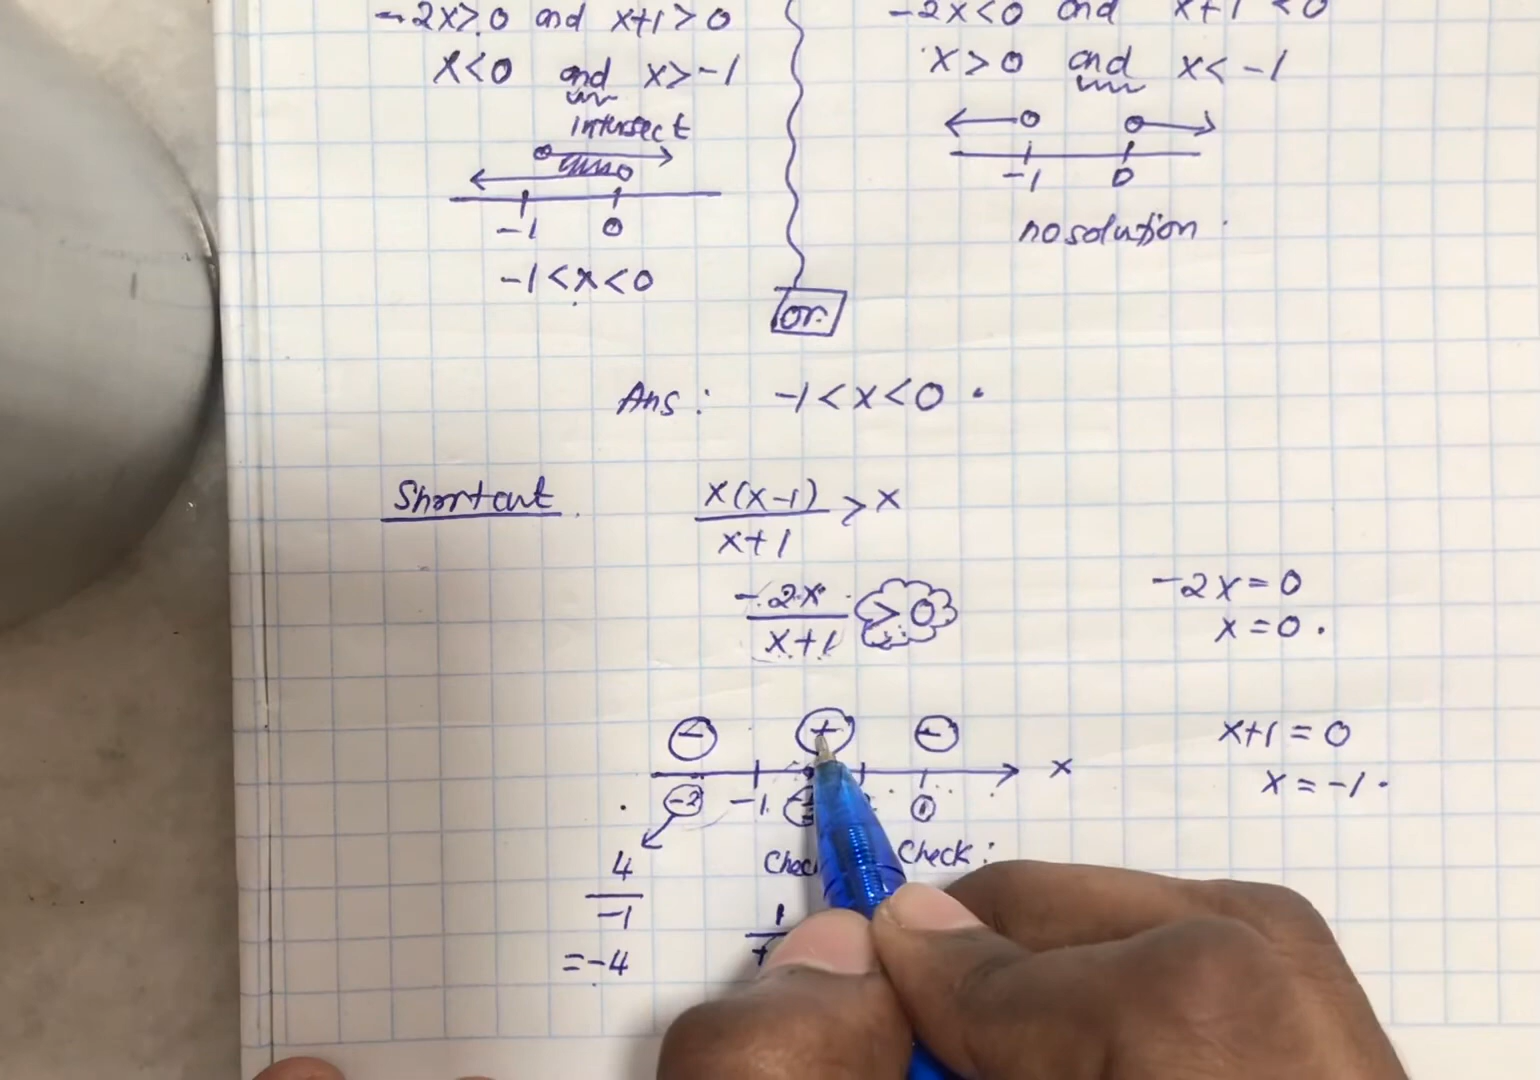 -2x>0 and x+1>0
x<0 and x>-1
intersect
-1 0
-1<x<0
-2x<0 and x+1<0
x>0 and x<-1
-1 0
no solution.
or
Ans: -1<x<0.
Shortcut
x(x-1)
x+1
>x
-2x
x+1
>0
-2x=0
x=0.
x+1=0
x=-1.
- + -
x
-2 -1 1
4
-1
=-4
Check:
1